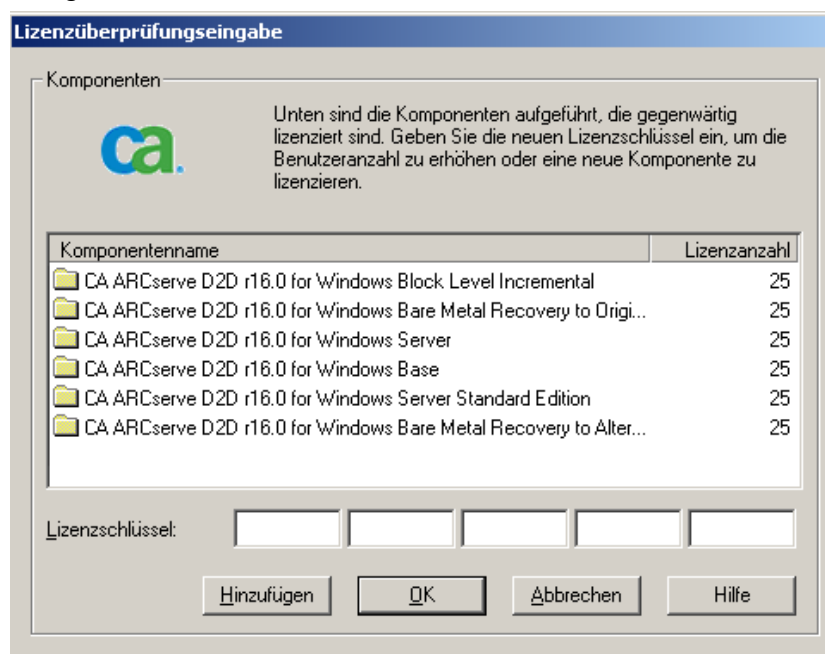 Lizenzüberprüfungseingabe
Komponenten
ca.
Unten sind die Komponenten aufgeführt, die gegenwärtig
lizenziert sind. Geben Sie die neuen Lizenzschlüssel ein, um die
Benutzeranzahl zu erhöhen oder eine neue Komponente zu
lizenzieren.
Komponentenname Lizenzanzahl
CA ARCserve D2D r16.0 for Windows Block Level Incremental 25
CA ARCserve D2D r16.0 for Windows Bare Metal Recovery to Origi... 25
CA ARCserve D2D r16.0 for Windows Server 25
CA ARCserve D2D r16.0 for Windows Base 25
CA ARCserve D2D r16.0 for Windows Server Standard Edition 25
CA ARCserve D2D r16.0 for Windows Bare Metal Recovery to Alter... 25
Lizenzschlüssel:
Hinzufügen OK Abbrechen Hilfe